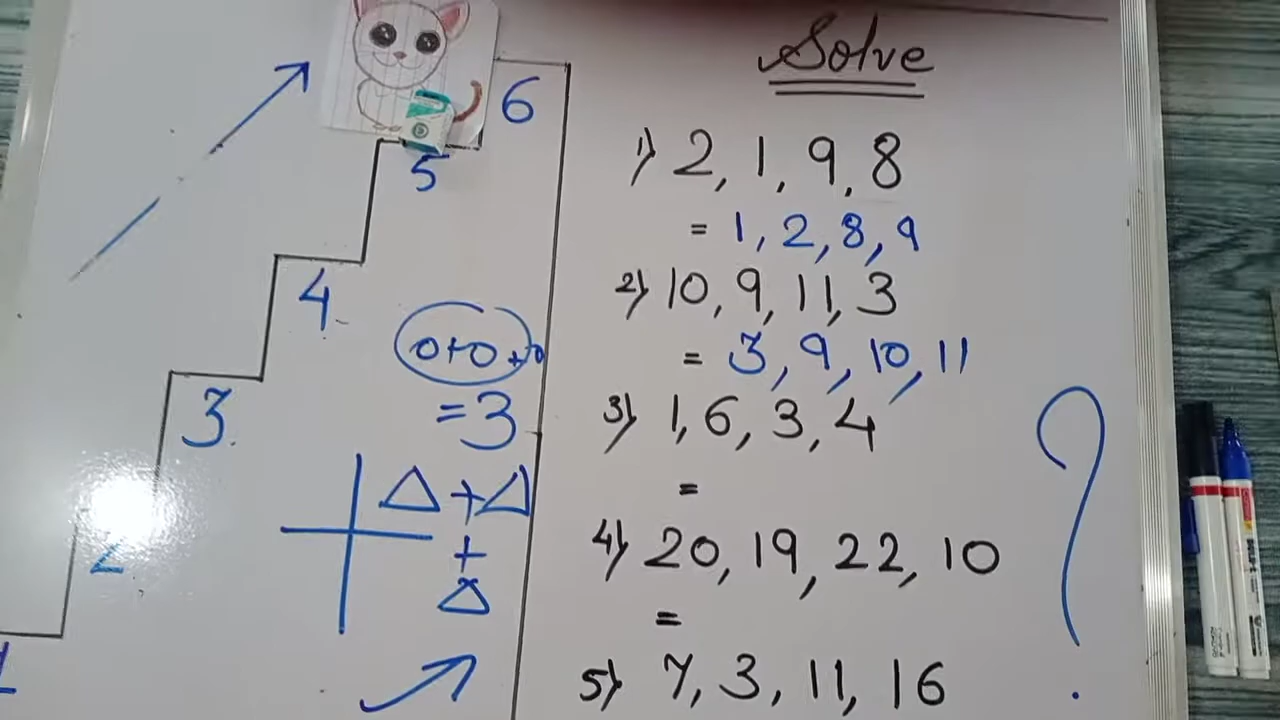 6
5
4
3
2
1
0+0+0
=3
+
Δ+Δ
+
Δ
Solve
1) 2, 1, 9, 8
= 1, 2, 8, 9
2) 10, 9, 11, 3
= 3, 9, 10, 11
3) 1, 6, 3, 4
=
4) 20, 19, 22, 10
=
5) 7, 3, 11, 16
?